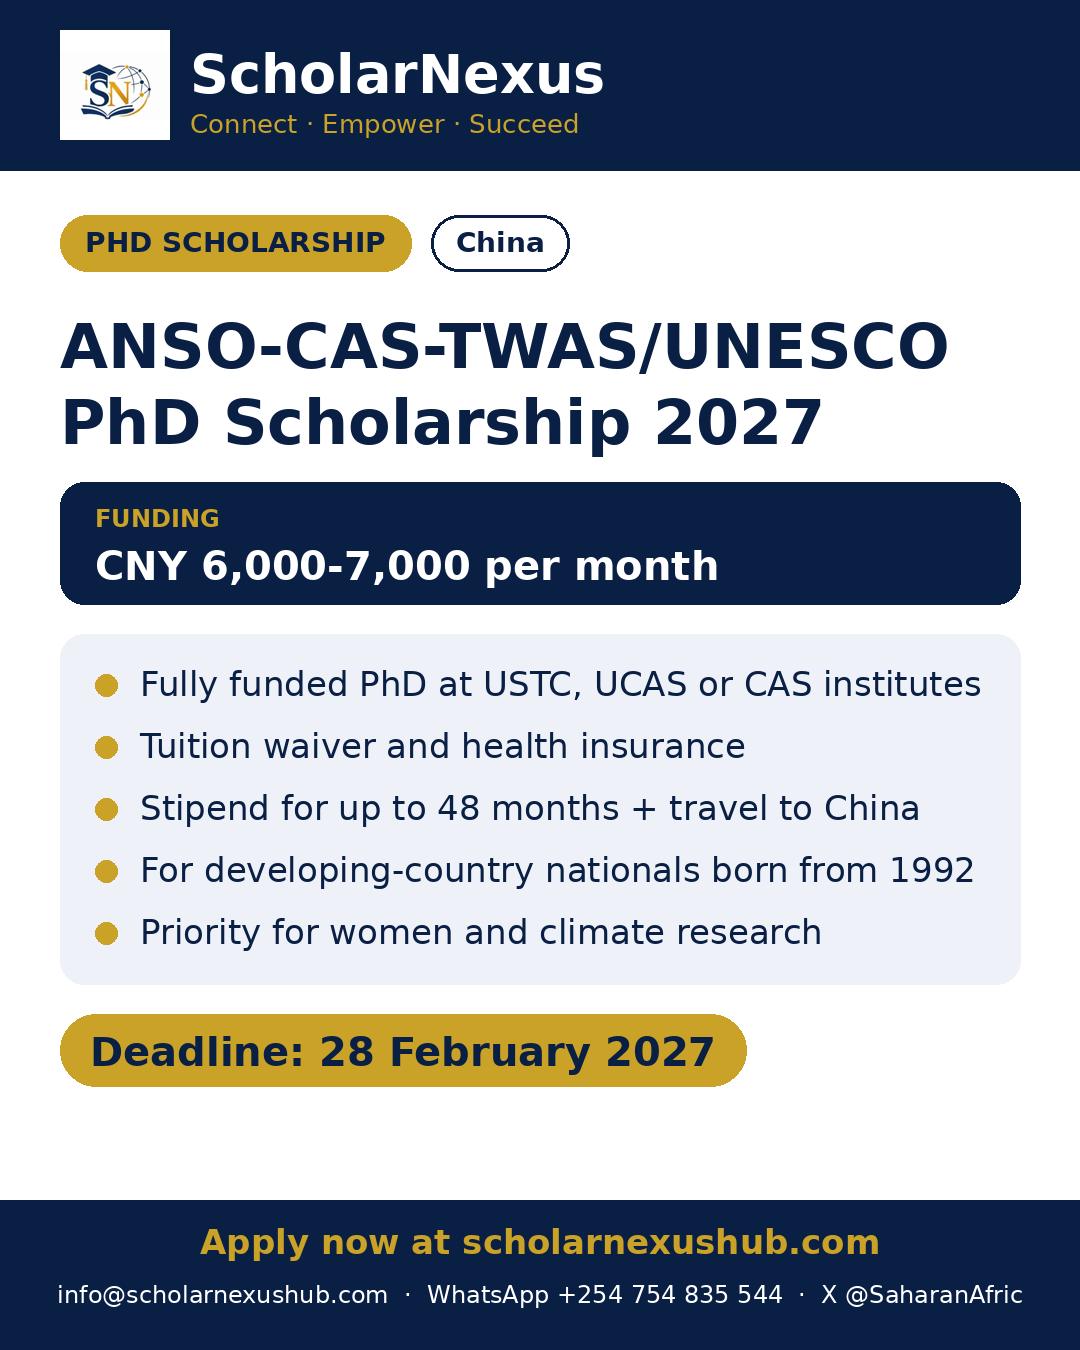 SN
ScholarNexus
Connect · Empower · Succeed
PHD SCHOLARSHIP
China
ANSO-CAS-TWAS/UNESCO
PhD Scholarship 2027
FUNDING
CNY 6,000-7,000 per month
Fully funded PhD at USTC, UCAS or CAS institutes
Tuition waiver and health insurance
Stipend for up to 48 months + travel to China
For developing-country nationals born from 1992
Priority for women and climate research
Deadline: 28 February 2027
Apply now at scholarnexushub.com
info@scholarnexushub.com · WhatsApp +254 754 835 544 · X @SaharanAfric